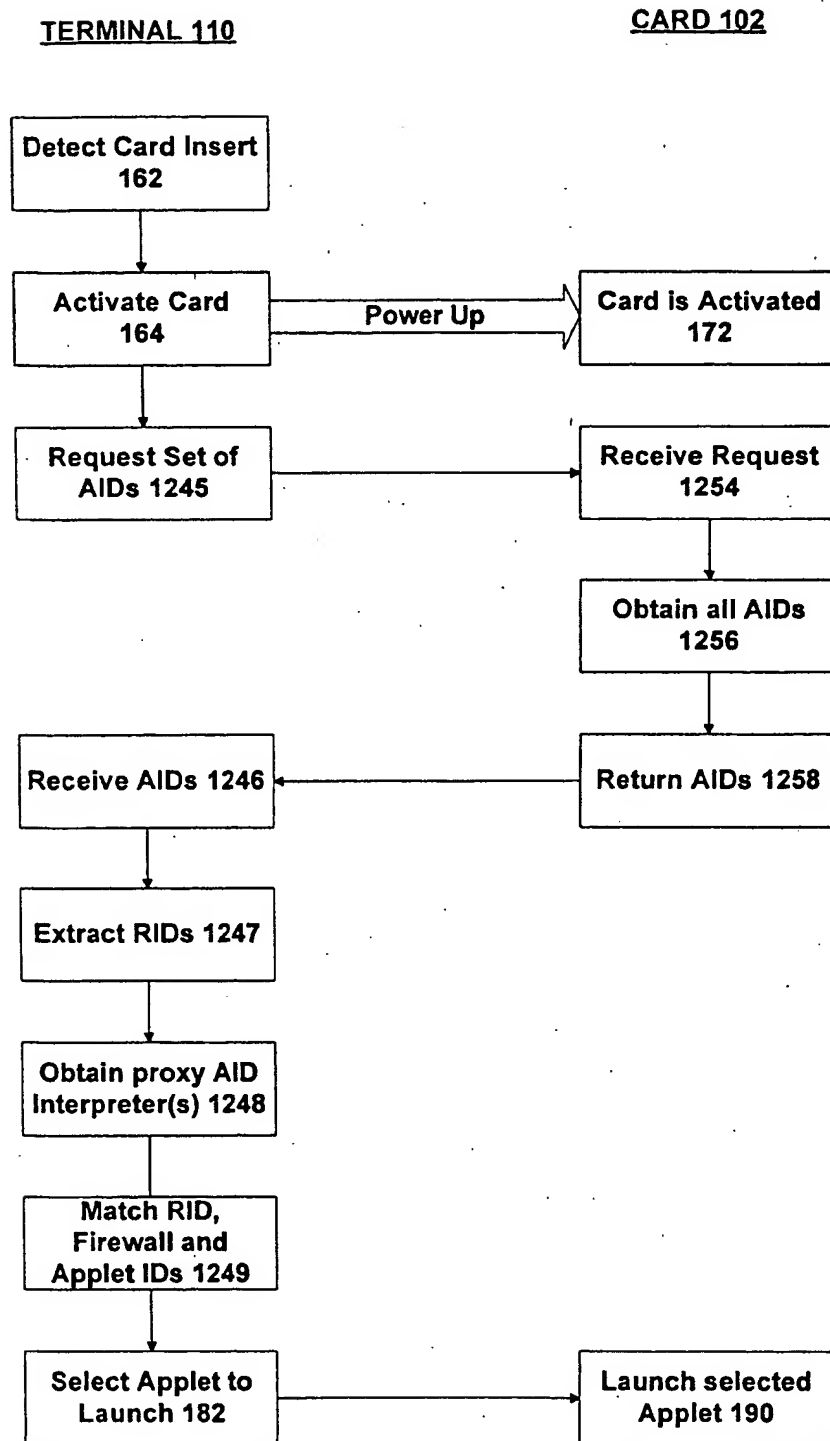 TERMINAL 110
CARD 102
Detect Card Insert
162
Activate Card
164
Power Up
Card is Activated
172
Request Set of
AIDs 1245
Receive Request
1254
Obtain all AIDs
1256
Receive AIDs 1246
Return AIDs 1258
Extract RIDs 1247
Obtain proxy AID
Interpreter(s) 1248
Match RID,
Firewall and
Applet IDs 1249
Select Applet to
Launch 182
Launch selected
Applet 190